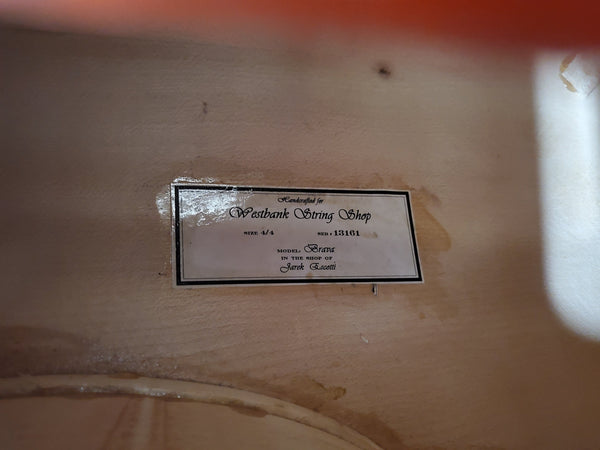 Handcrafted for
Westbank String Shop
SIZE 4/4 SER: 13161
MODEL: Brava
IN THE SHOP OF
Jarek Escotti